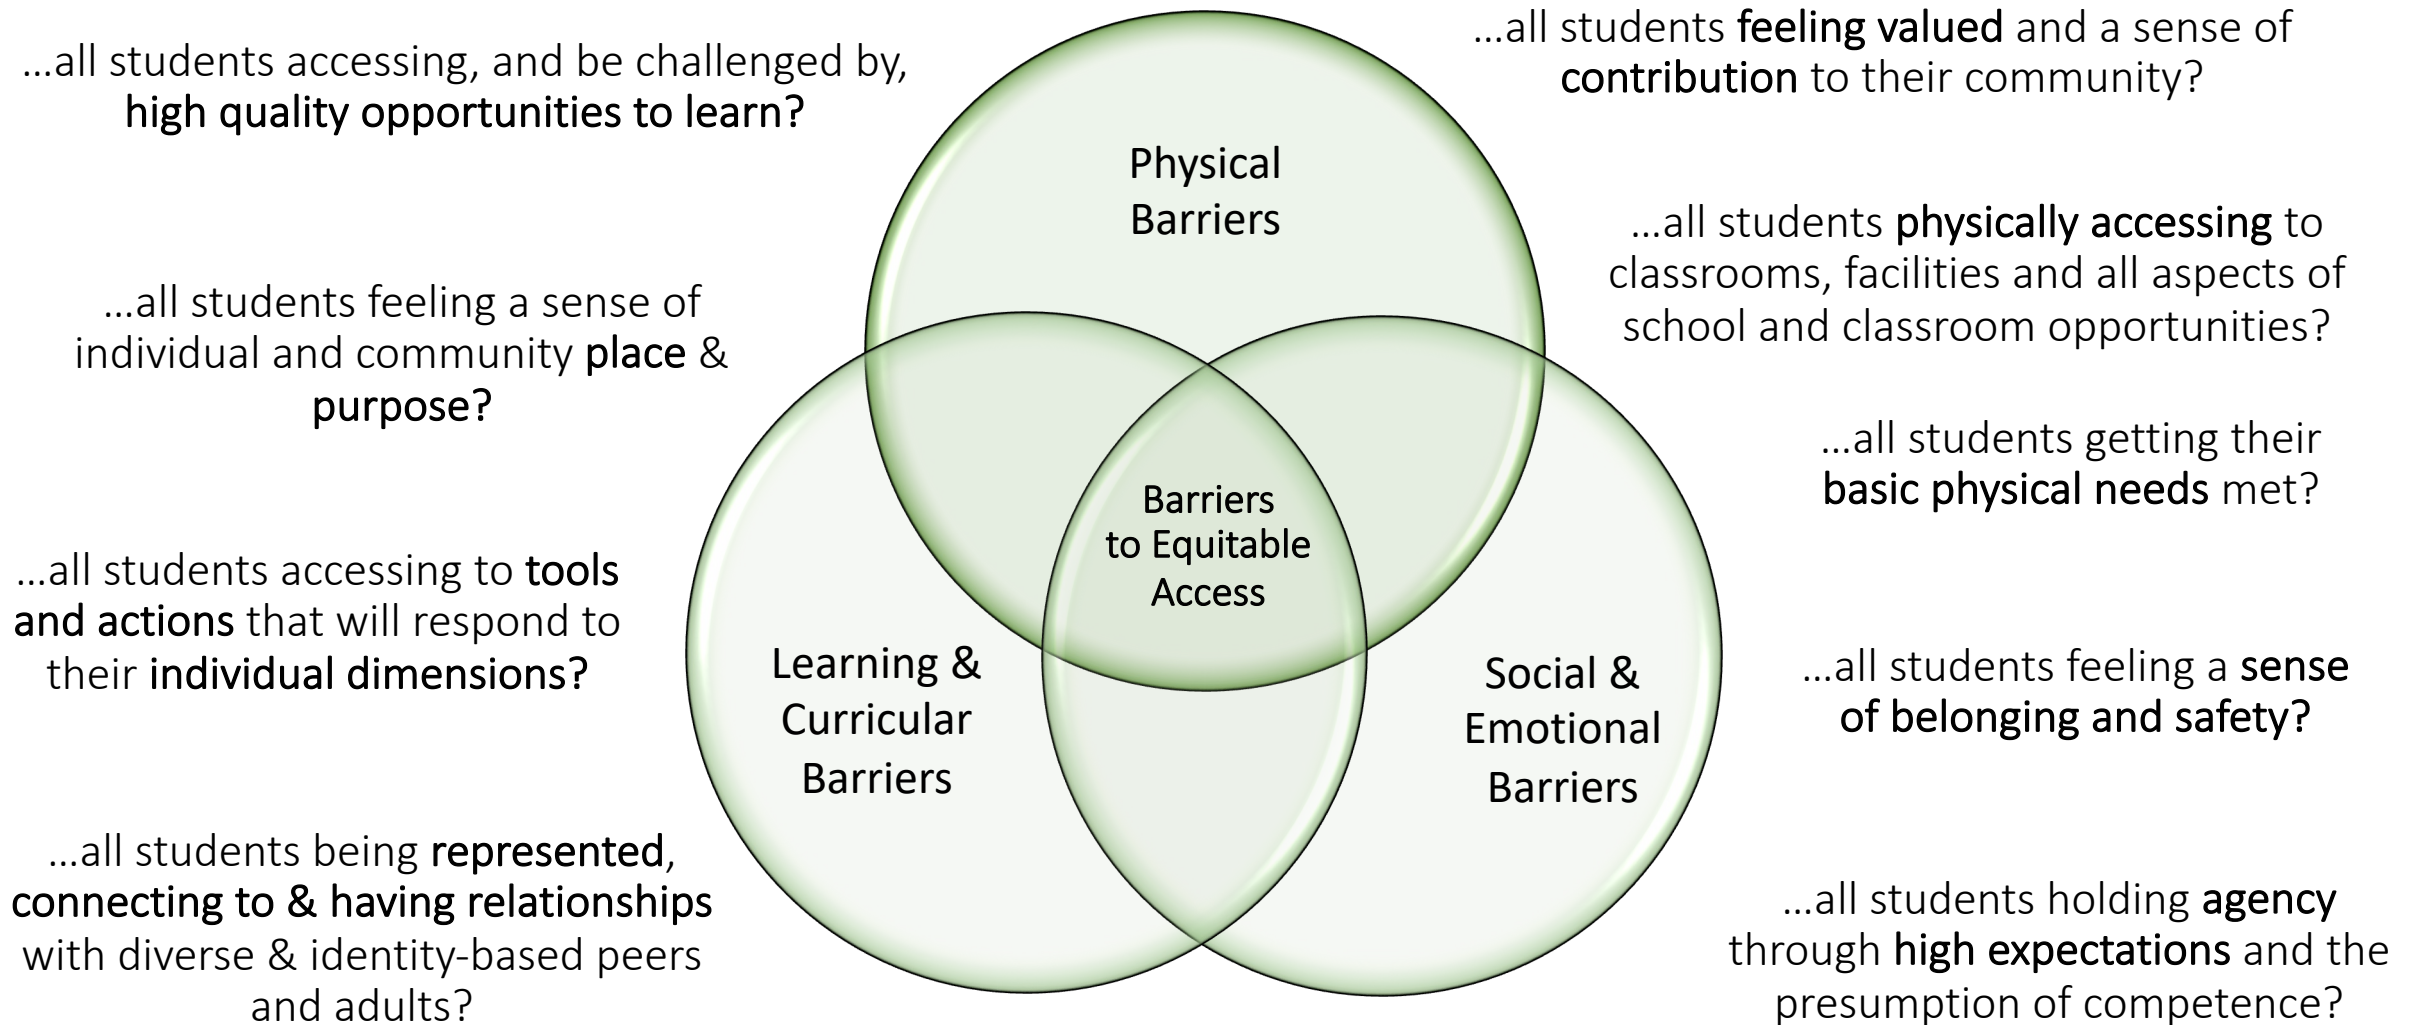 ...all students accessing, and be challenged by,
high quality opportunities to learn?
...all students feeling a sense of
individual and community place &
purpose?
...all students accessing to tools
and actions that will respond to
their individual dimensions?
...all students being represented,
connecting to & having relationships
with diverse & identity-based peers
and adults?
Physical
Barriers
Barriers
to Equitable
Access
Learning &
Curricular
Barriers
Social &
Emotional
Barriers
...all students feeling valued and a sense of
contribution to their community?
...all students physically accessing to
classrooms, facilities and all aspects of
school and classroom opportunities?
...all students getting their
basic physical needs met?
...all students feeling a sense
of belonging and safety?
...all students holding agency
through high expectations and the
presumption of competence?